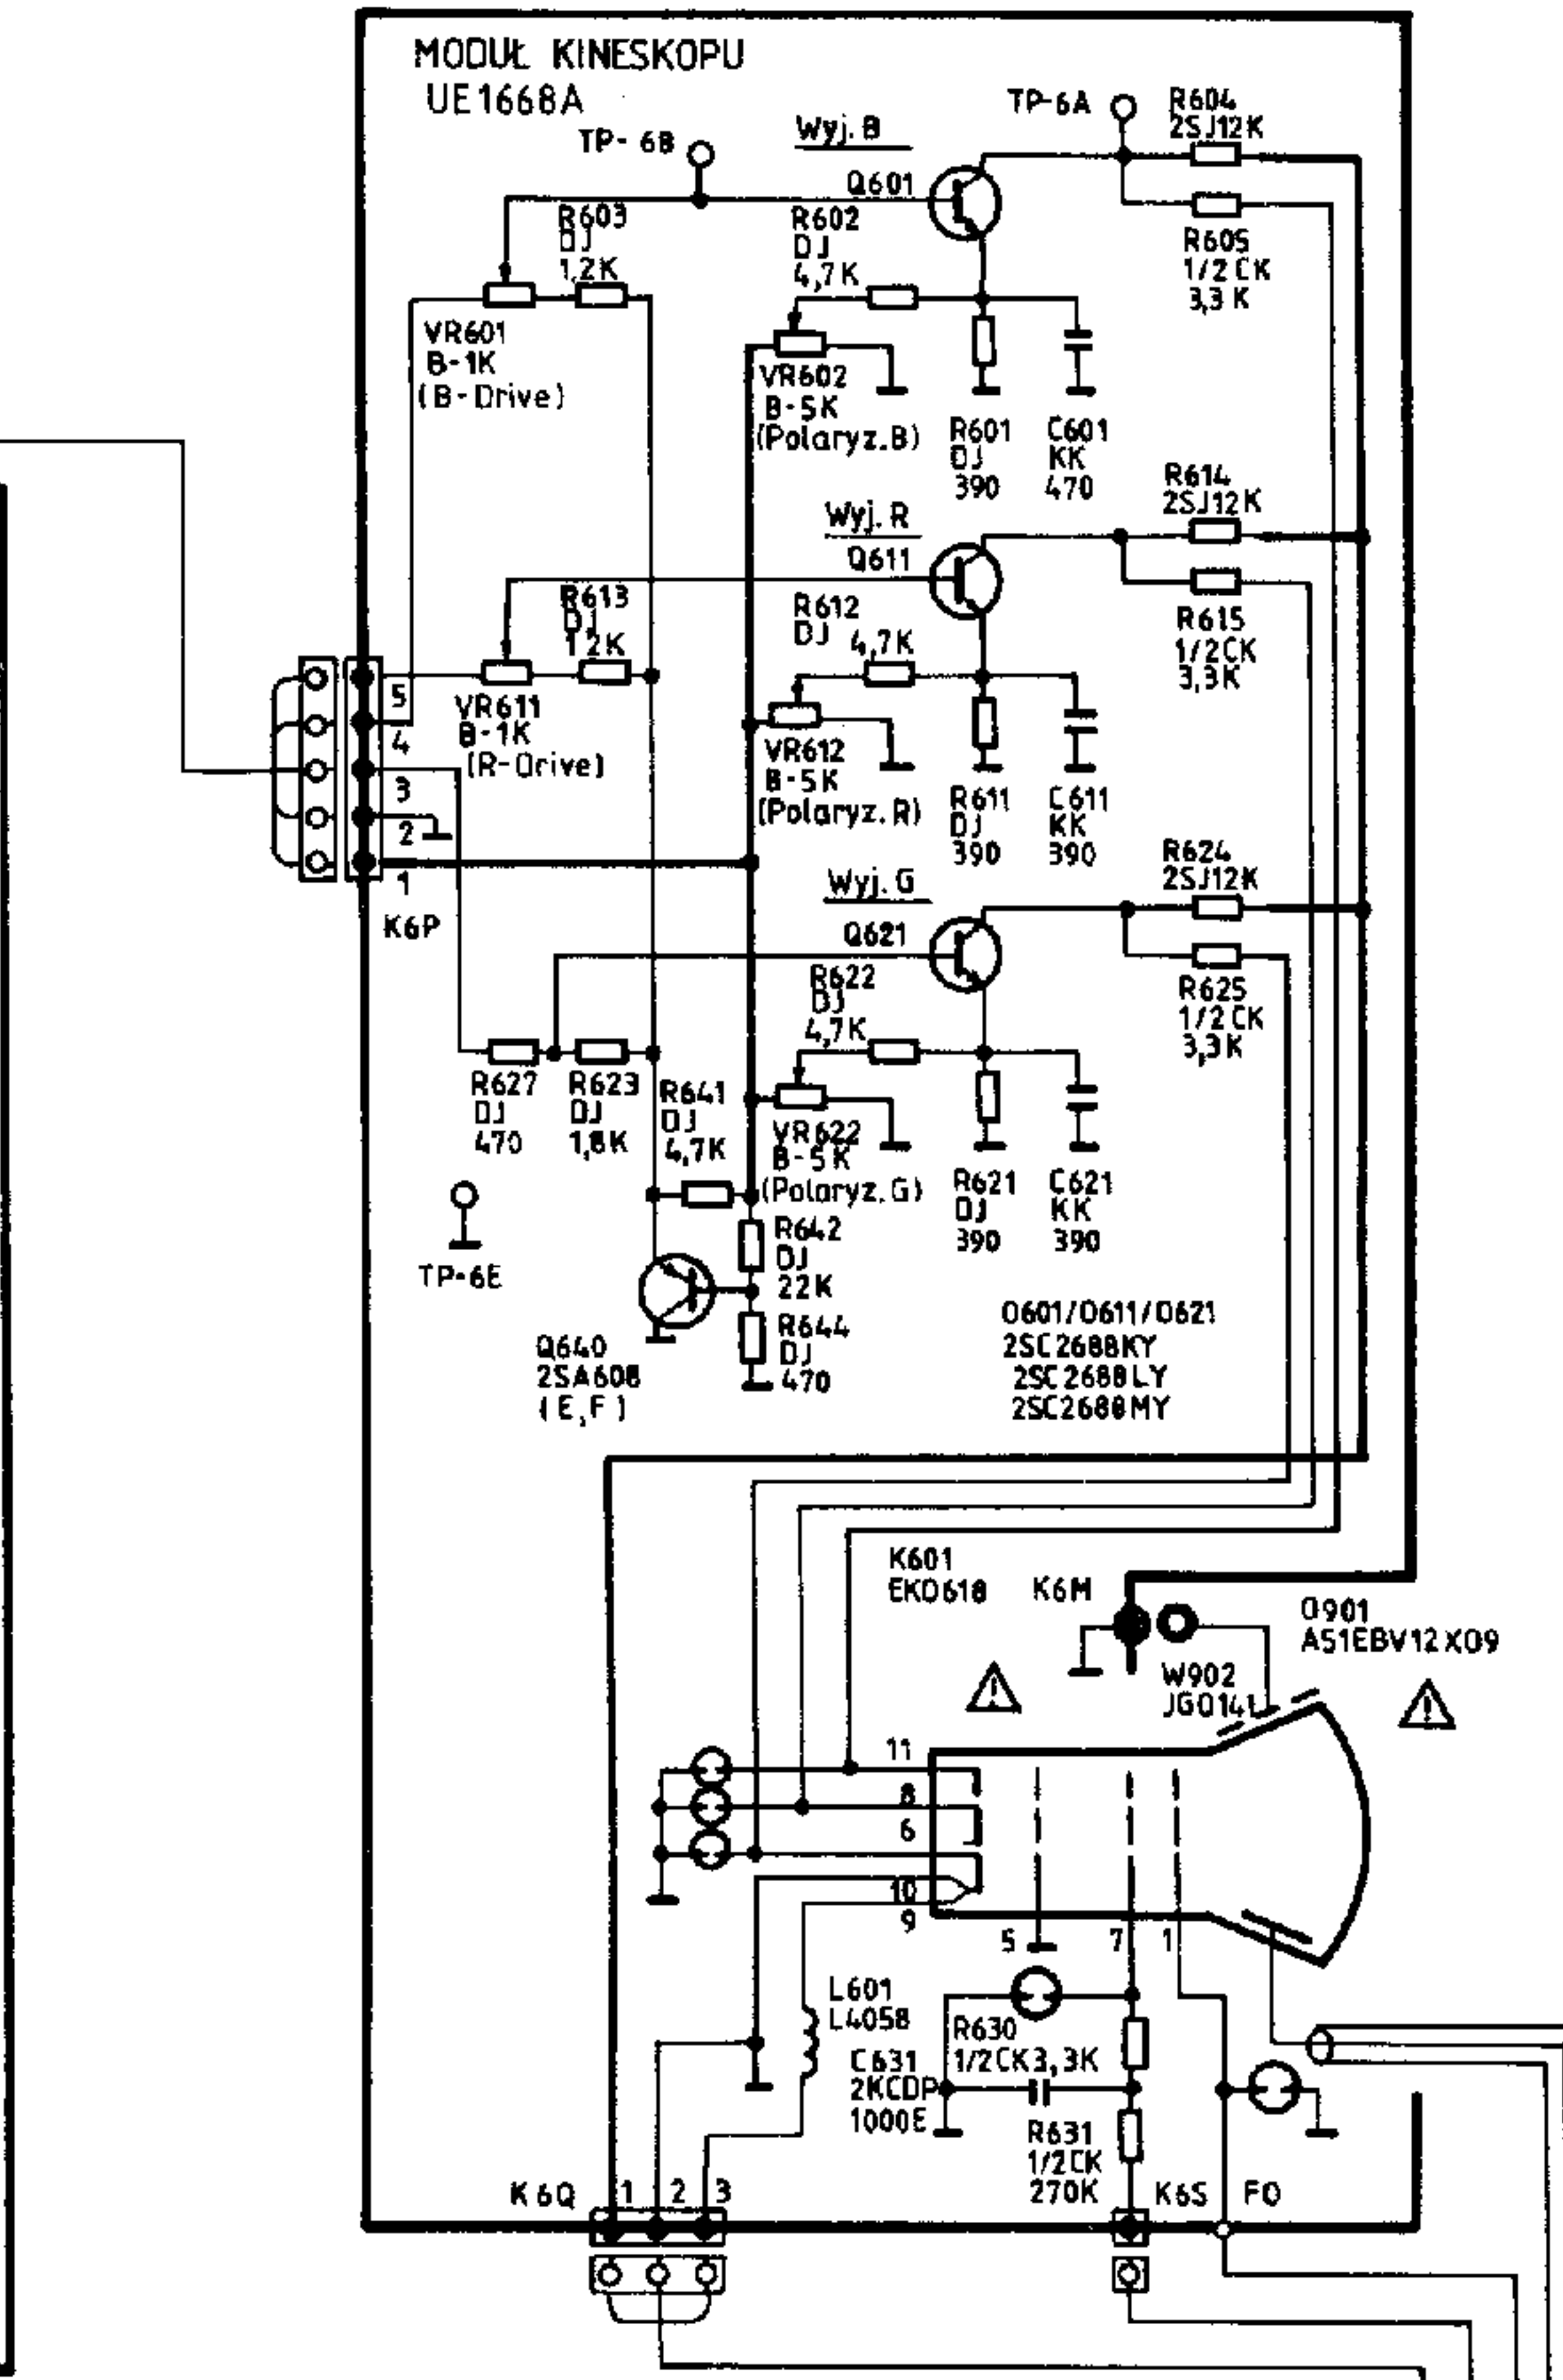 MODUŁ KINESKOPU
UE1668A
TP-6B
Wyj. B
TP-6A
R604
2SJ12K
Q601
R603
DJ
1,2K
R602
DJ
4,7K
R605
1/2CK
3,3K
VR601
B-1K
(B-Drive)
VR602
B-5K
(Polaryz.B)
R601
DJ
390
C601
KK
470
R614
2SJ12K
Wyj. R
Q611
R613
DJ
1,2K
R612
DJ 4,7K
R615
1/2CK
3,3K
5
4
3
2
1
K6P
VR611
B-1K
(R-Drive)
VR612
B-5K
(Polaryz.R)
R611
DJ
390
C611
KK
390
R624
2SJ12K
Wyj. G
Q621
R622
DJ
4,7K
R625
1/2CK
3,3K
R627
DJ
470
R623
DJ
1,8K
R641
DJ
4,7K
VR622
B-5K
(Polaryz.G)
R621
DJ
390
C621
KK
390
TP-6E
R642
DJ
22K
R644
DJ
470
Q640
2SA608
(E,F)
Q601/Q611/Q621
2SC2688KY
2SC2688LY
2SC2688MY
K601
EKO618
K6M
O901
A51EBV12X09
W902
JG0141
11
8
6
10
9
5
7
1
L601
L4058
R630
1/2CK3,3K
C631
2KCDP
1000E
R631
1/2CK
270K
K6Q
1
2
3
K6S
FO